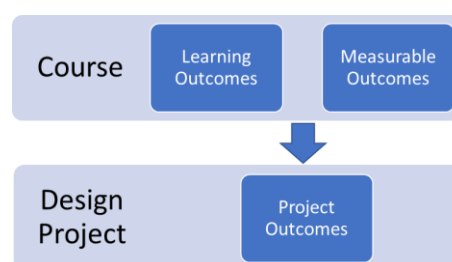 Course
Learning
Outcomes
Measurable
Outcomes
Design
Project
Project
Outcomes